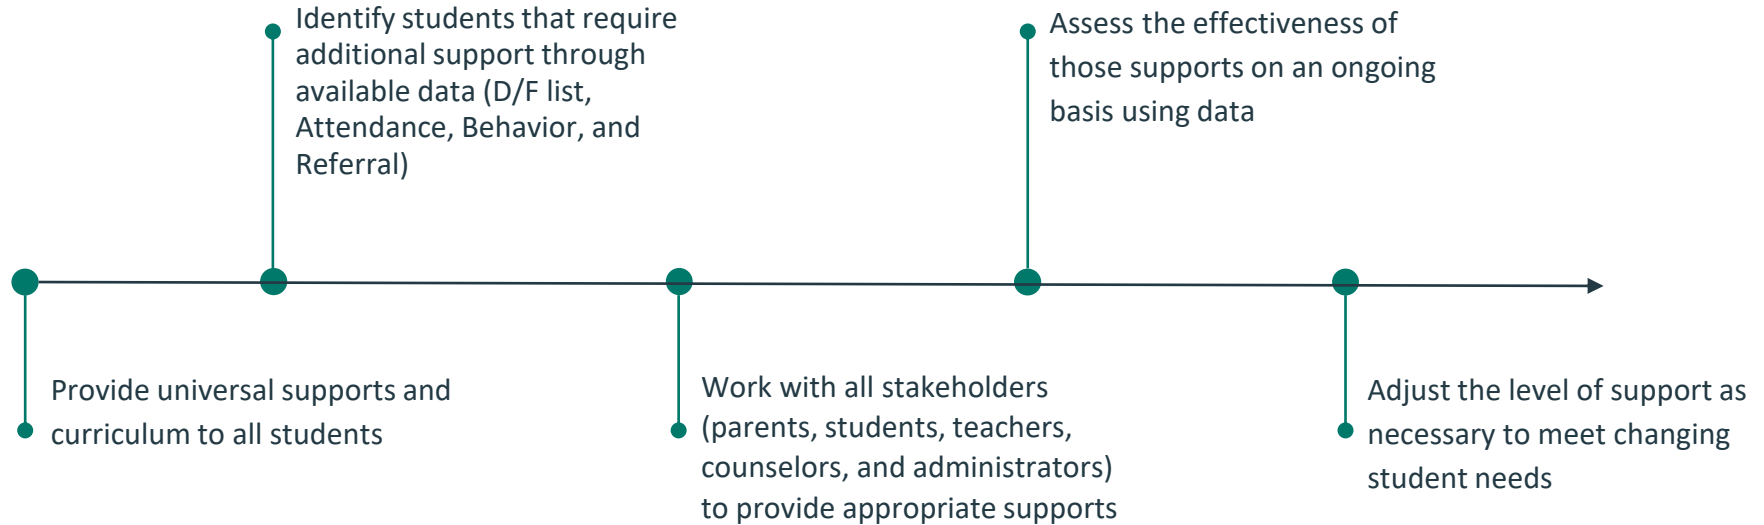 Identify students that require
additional support through
available data (D/F list,
Attendance, Behavior, and
Referral)
Assess the effectiveness of
those supports on an ongoing
basis using data
Provide universal supports and
curriculum to all students
Work with all stakeholders
(parents, students, teachers,
counselors, and administrators)
to provide appropriate supports
Adjust the level of support as
necessary to meet changing
student needs